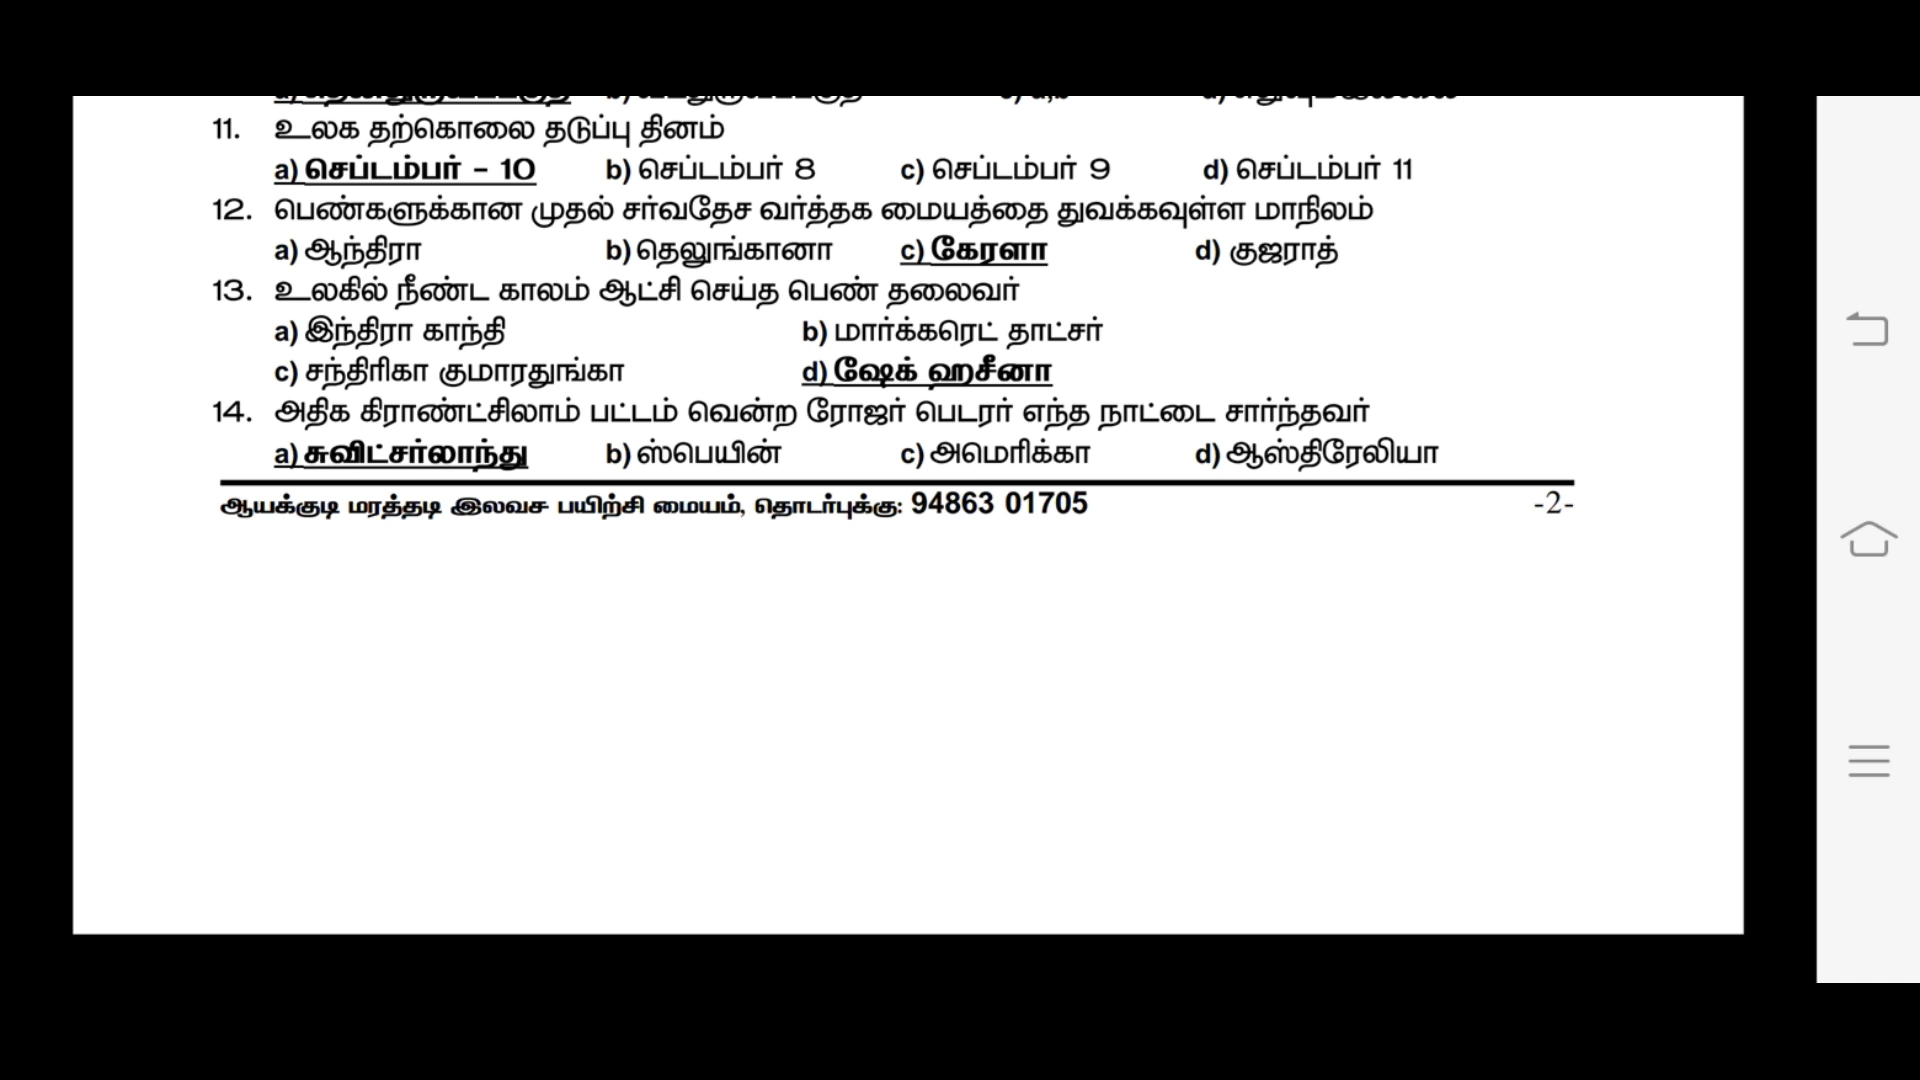 11. உலக தற்கொலை தடுப்பு தினம்
a) செப்டம்பர் – 10 b) செப்டம்பர் 8 c) செப்டம்பர் 9 d) செப்டம்பர் 11
12. பெண்களுக்கான முதல் சர்வதேச வர்த்தக மையத்தை துவக்கவுள்ள மாநிலம்
a) ஆந்திரா b) தெலுங்கானா c) கேரளா d) குஜராத்
13. உலகில் நீண்ட காலம் ஆட்சி செய்த பெண் தலைவர்
a) இந்திரா காந்தி b) மார்க்கரெட் தாட்சர்
c) சந்திரிகா குமாரதுங்கா d) ஷேக் ஹசீனா
14. அதிக கிராண்ட்சிலாம் பட்டம் வென்ற ரோஜர் பெடரர் எந்த நாட்டை சார்ந்தவர்
a) சுவிட்சர்லாந்து b) ஸ்பெயின் c) அமெரிக்கா d) ஆஸ்திரேலியா
ஆயக்குடி மரத்தடி இலவச பயிற்சி மையம், தொடர்புக்கு: 94863 01705 -2-